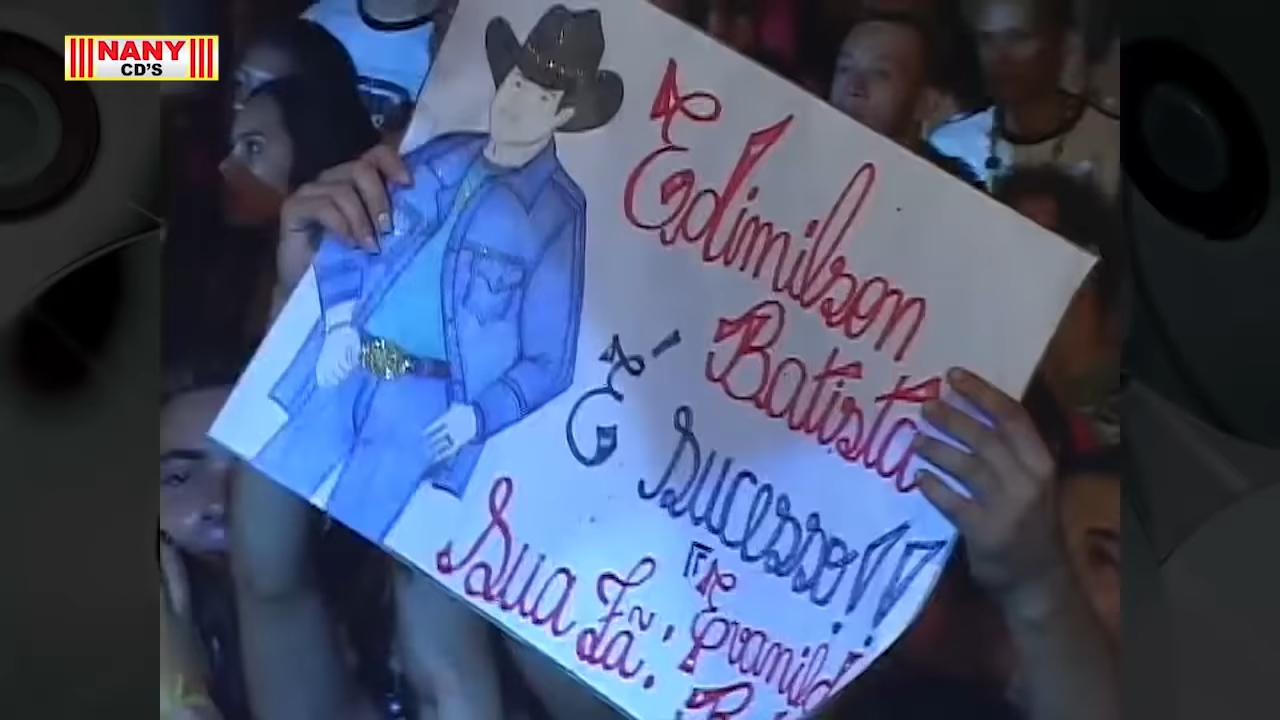 NANY
CD'S
Edimilson
Batista
É sucesso!!
Sua fã.